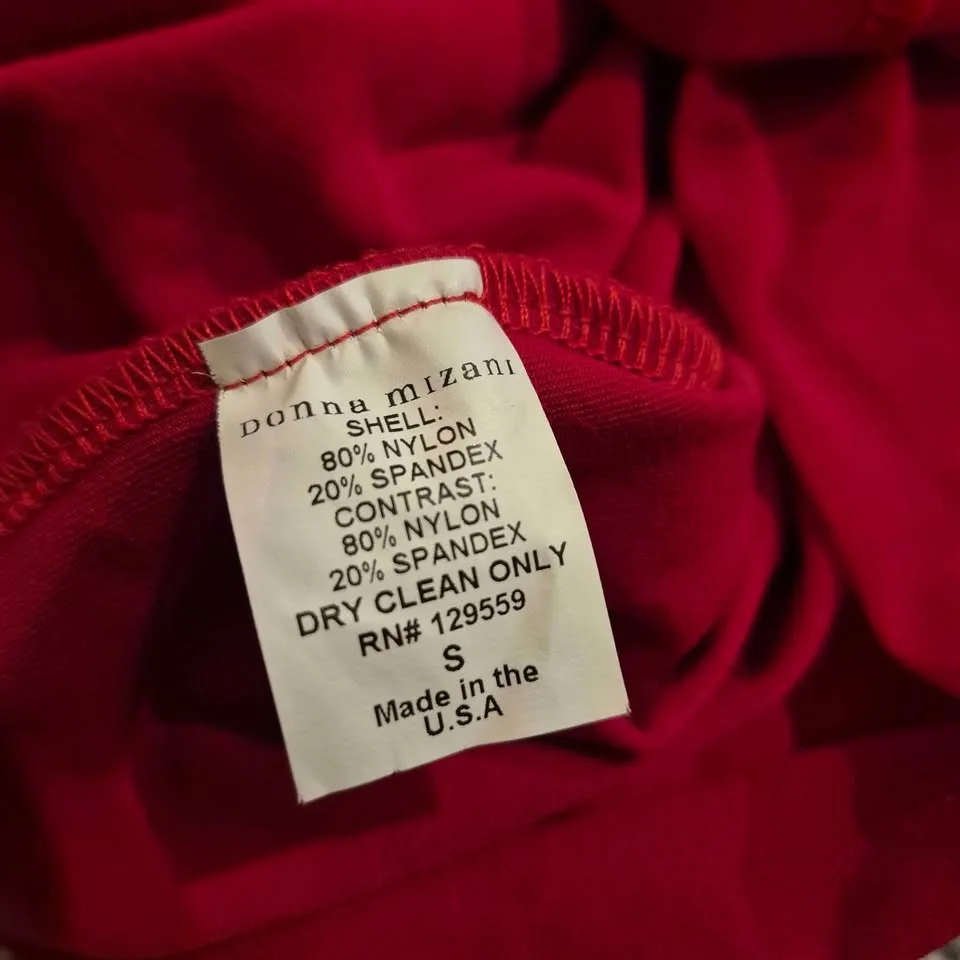 Donna mizani
SHELL:
80% NYLON
20% SPANDEX
CONTRAST:
80% NYLON
20% SPANDEX
DRY CLEAN ONLY
RN# 129559
S
Made in the
U.S.A